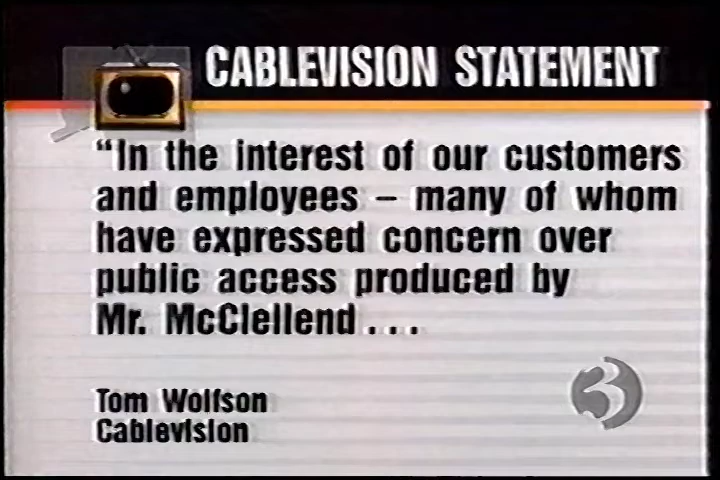 CABLEVISION STATEMENT
“In the interest of our customers
and employees – many of whom
have expressed concern over
public access produced by
Mr. McClellend . . .
Tom Wolfson
Cablevision
3